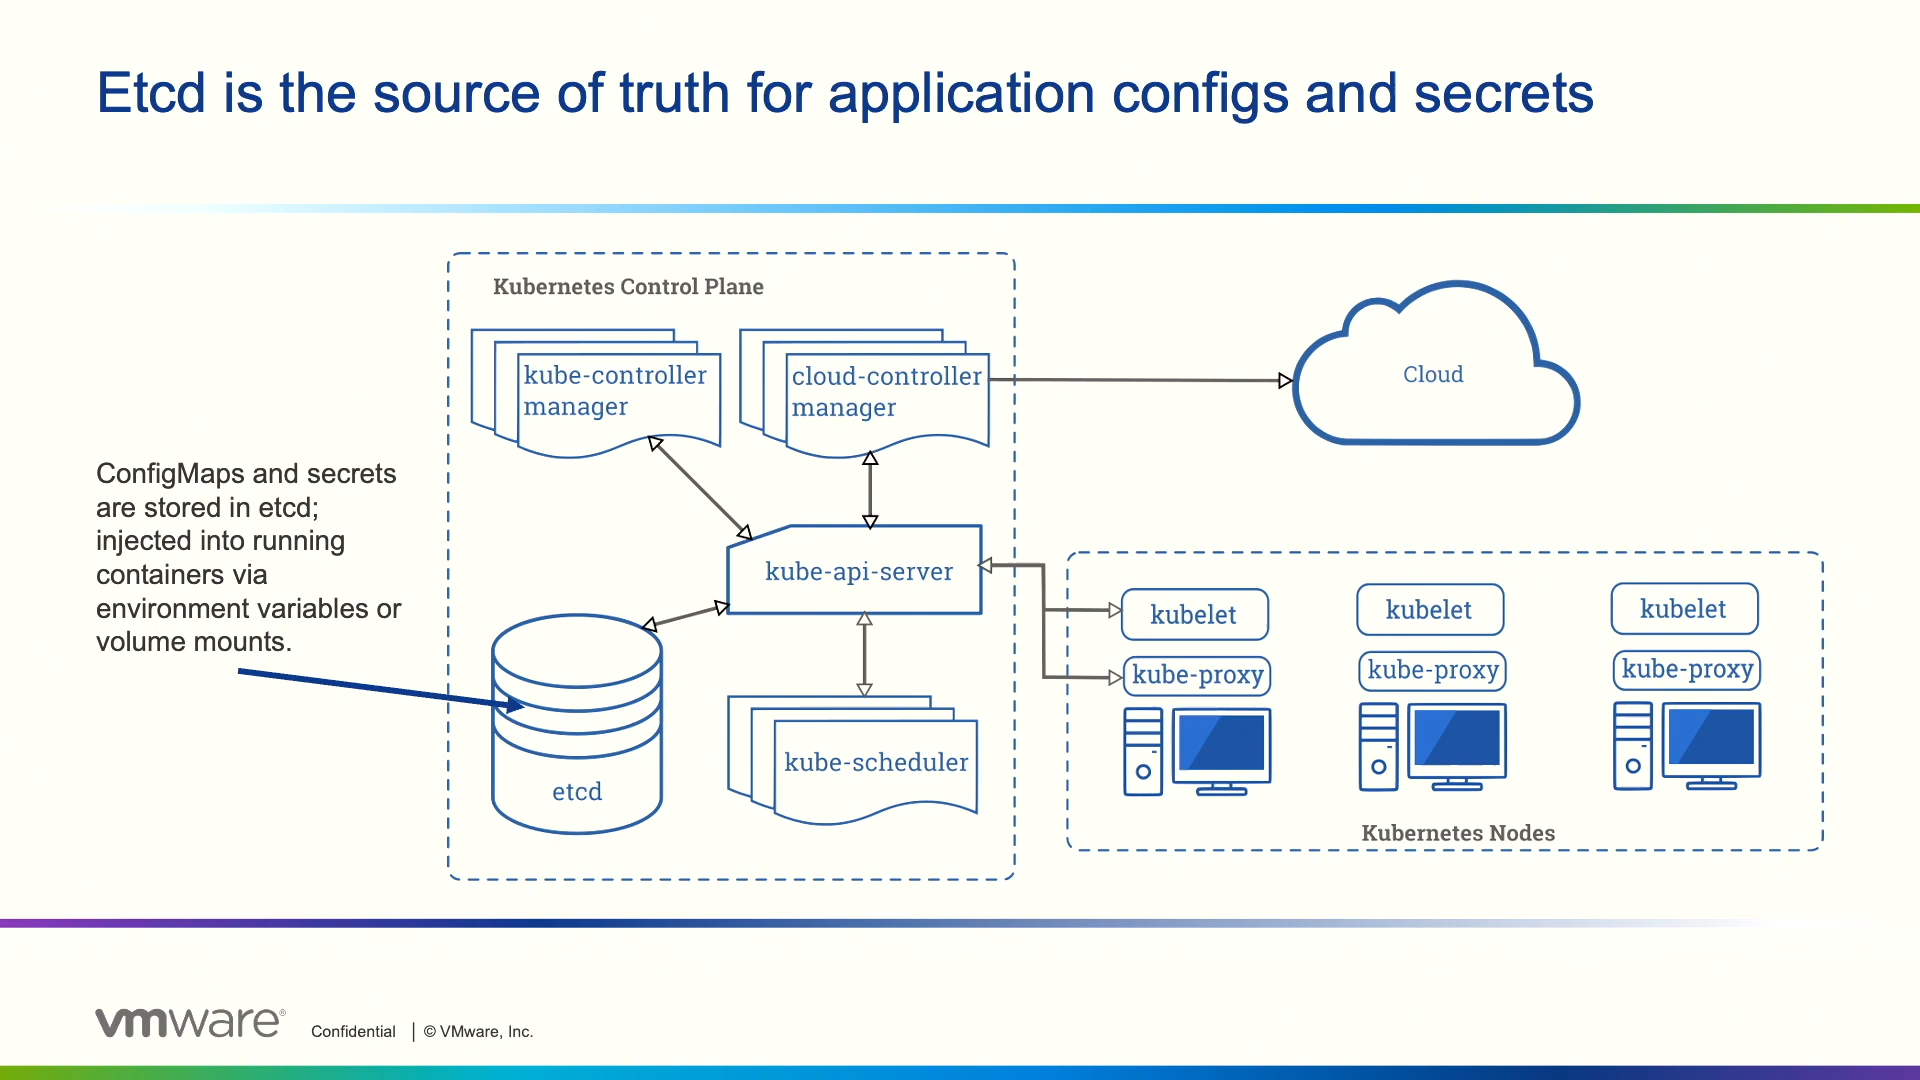 Etcd is the source of truth for application configs and secrets
Kubernetes Control Plane
kube-controller
manager
cloud-controller
manager
Cloud
ConfigMaps and secrets
are stored in etcd;
injected into running
containers via
environment variables or
volume mounts.
kube-api-server
etcd
kube-scheduler
kubelet
kubelet
kubelet
kube-proxy
kube-proxy
kube-proxy
Kubernetes Nodes
vmware®
Confidential | © VMware, Inc.